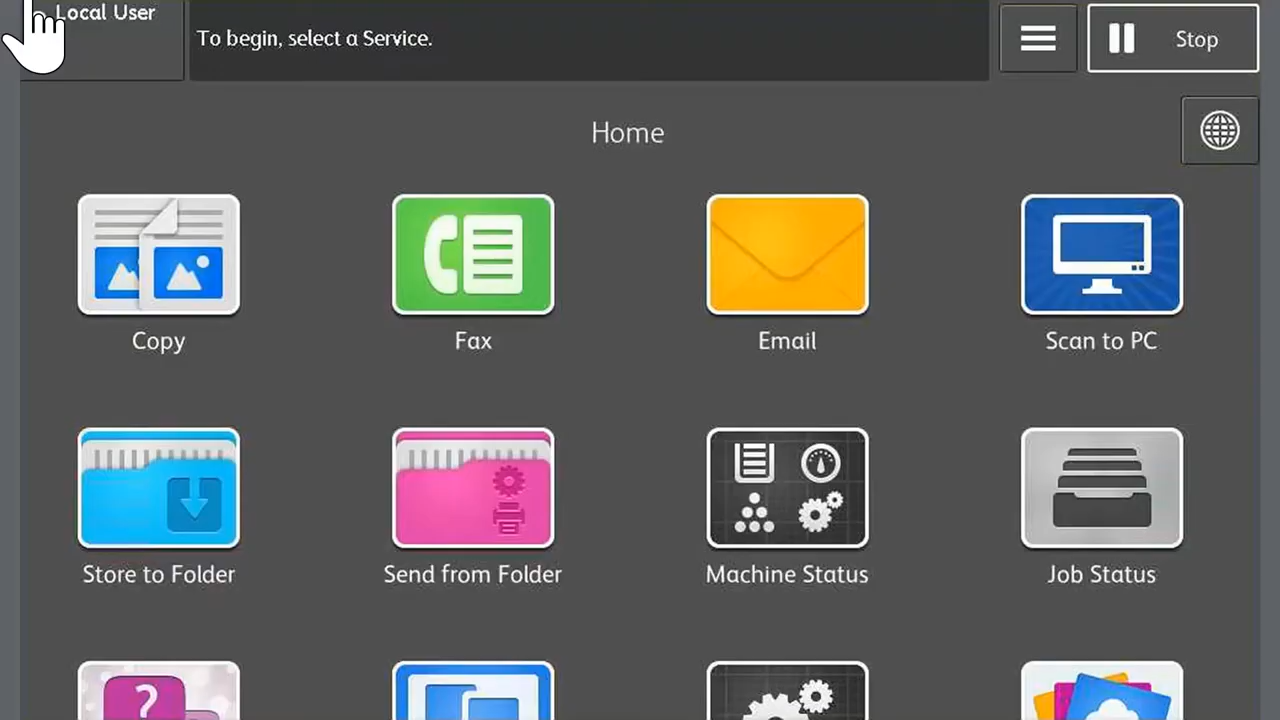 Local User
To begin, select a Service.
Stop
Home
Copy
Fax
Email
Scan to PC
Store to Folder
Send from Folder
Machine Status
Job Status
?